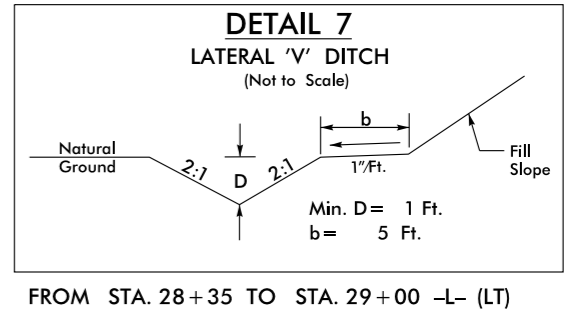 DETAIL 7
LATERAL 'V' DITCH
(Not to Scale)
b
Natural
Ground
2:1
D
2:1
1"/Ft.
Fill
Slope
Min. D = 1 Ft.
b = 5 Ft.
FROM STA. 28+35 TO STA. 29+00 -L- (LT)